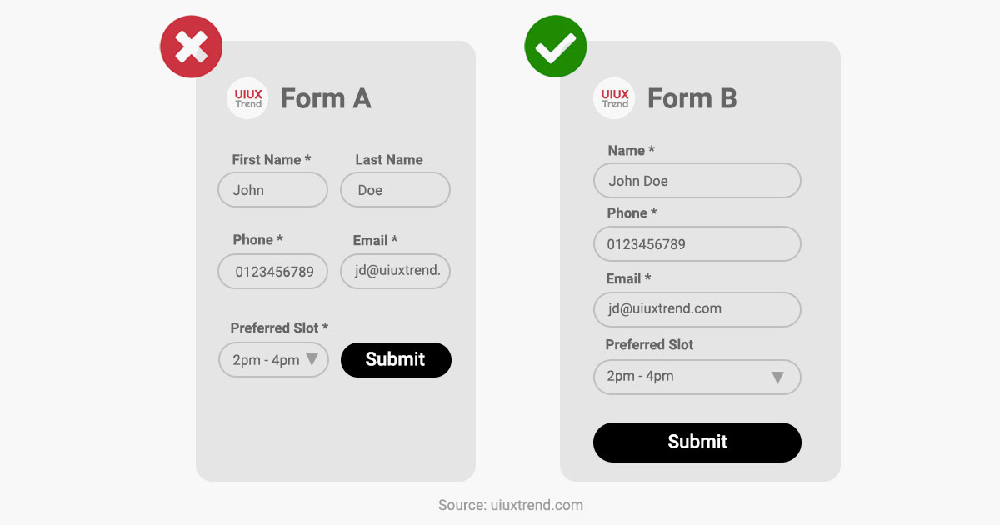 UIUX
Trend
Form A
First Name *
Last Name
John
Doe
Phone *
Email *
0123456789
jd@uiuxtrend.
Preferred Slot *
2pm - 4pm
Submit
UIUX
Trend
Form B
Name *
John Doe
Phone *
0123456789
Email *
jd@uiuxtrend.com
Preferred Slot
2pm - 4pm
Submit
Source: uiuxtrend.com